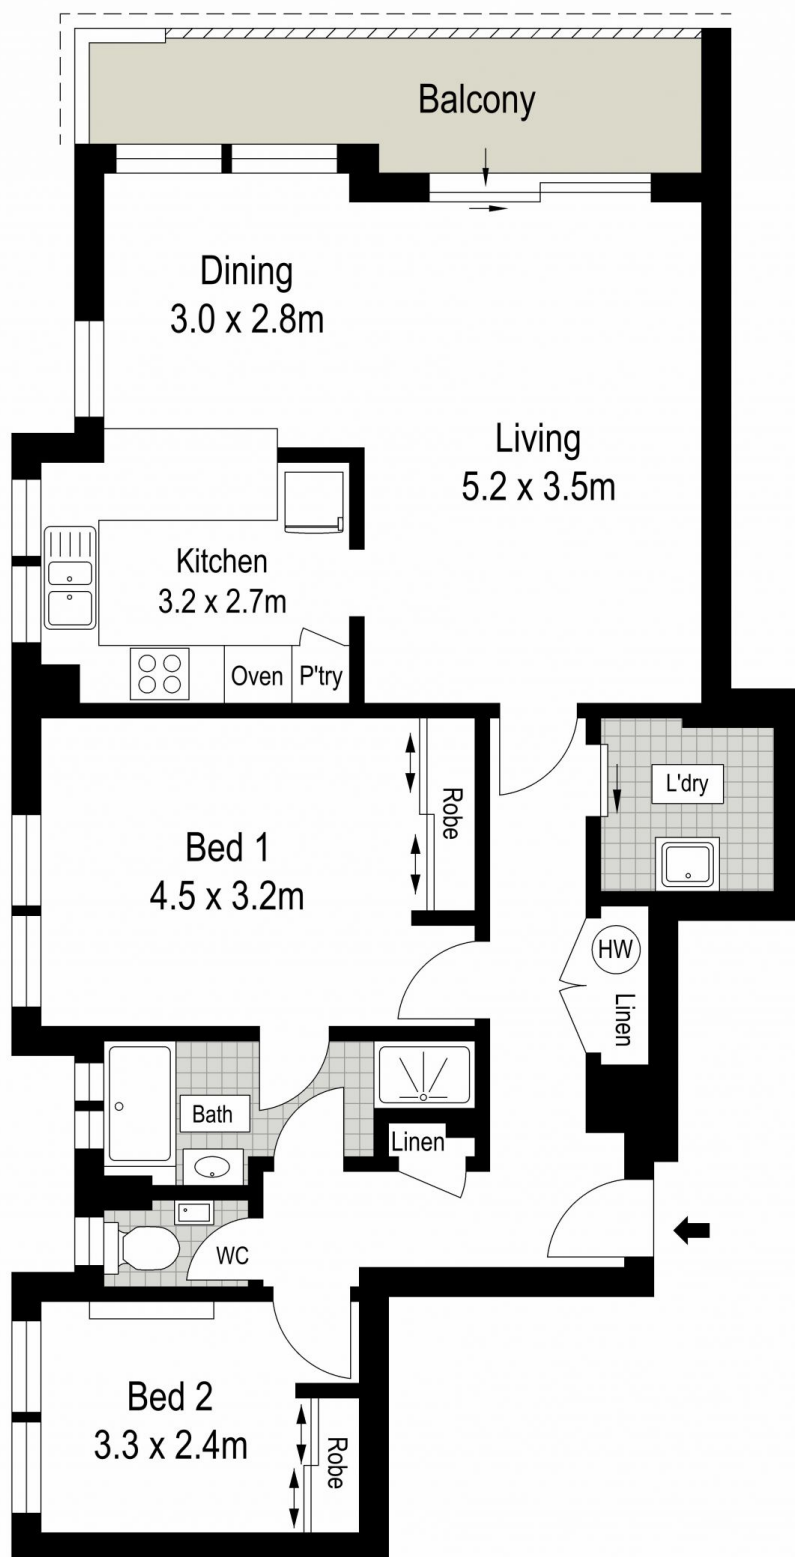 Balcony
Dining
3.0 x 2.8m
Living
5.2 x 3.5m
Kitchen
3.2 x 2.7m
Oven
P'try
L'dry
Robe
Bed 1
4.5 x 3.2m
HW
Linen
Bath
Linen
WC
Bed 2
3.3 x 2.4m
Robe